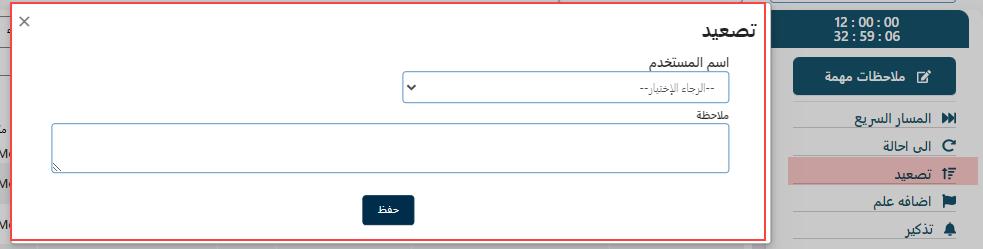 تصعيد
اسم المستخدم
--الرجاء الإختيار--
ملاحظة
حفظ
12 : 00 : 00
32 : 59 : 06
ملاحظات مهمة
المسار السريع
الى احالة
تصعيد
اضافه علم
تذكير